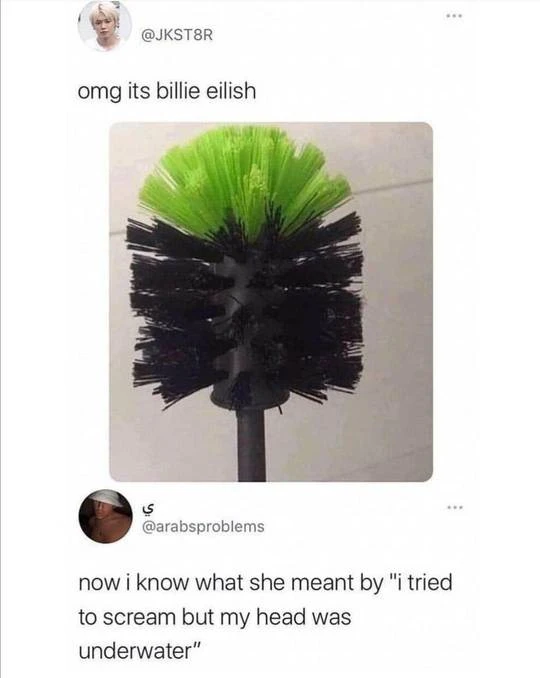 @JKST8R
omg its billie eilish
ي
@arabsproblems
now i know what she meant by "i tried
to scream but my head was
underwater"